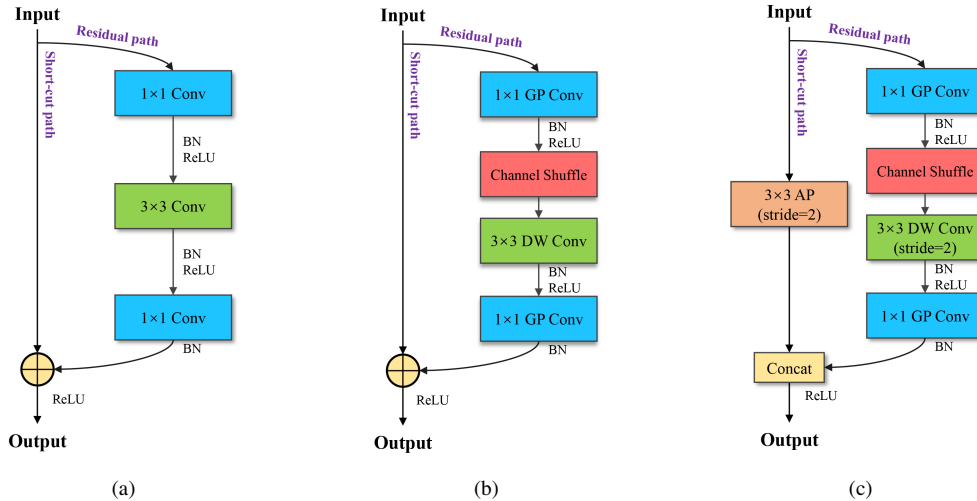 Input
Residual path
Short-cut path
1×1 Conv
BN
ReLU
3×3 Conv
BN
ReLU
1×1 Conv
BN
ReLU
Output
(a)
Input
Residual path
Short-cut path
1×1 GP Conv
BN
ReLU
Channel Shuffle
3×3 DW Conv
BN
ReLU
1×1 GP Conv
BN
ReLU
Output
(b)
Input
Residual path
Short-cut path
1×1 GP Conv
BN
ReLU
Channel Shuffle
3×3 AP
(stride=2)
3×3 DW Conv
(stride=2)
BN
ReLU
1×1 GP Conv
BN
Concat
ReLU
Output
(c)